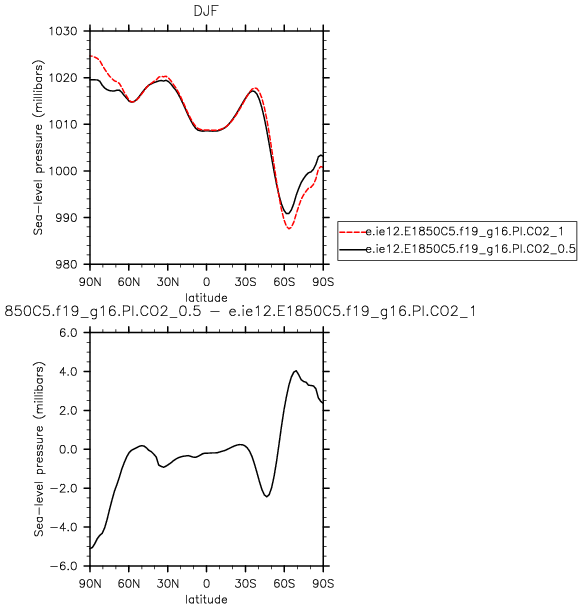 DJF
1030
1020
1010
1000
990
980
Sea-level pressure (millibars)
90N 60N 30N 0 30S 60S 90S
latitude
e.ie12.E1850C5.f19_g16.PI.CO2_1
e.ie12.E1850C5.f19_g16.PI.CO2_0.5
850C5.f19_g16.PI.CO2_0.5 - e.ie12.E1850C5.f19_g16.PI.CO2_1
6.0
4.0
2.0
0.0
-2.0
-4.0
-6.0
Sea-level pressure (millibars)
90N 60N 30N 0 30S 60S 90S
latitude